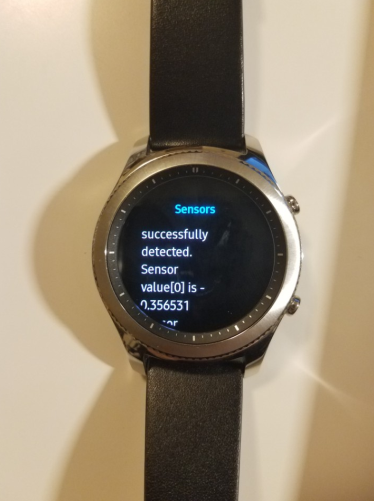 Sensors
successfully
detected.
Sensor
value[0] is -
0.356531